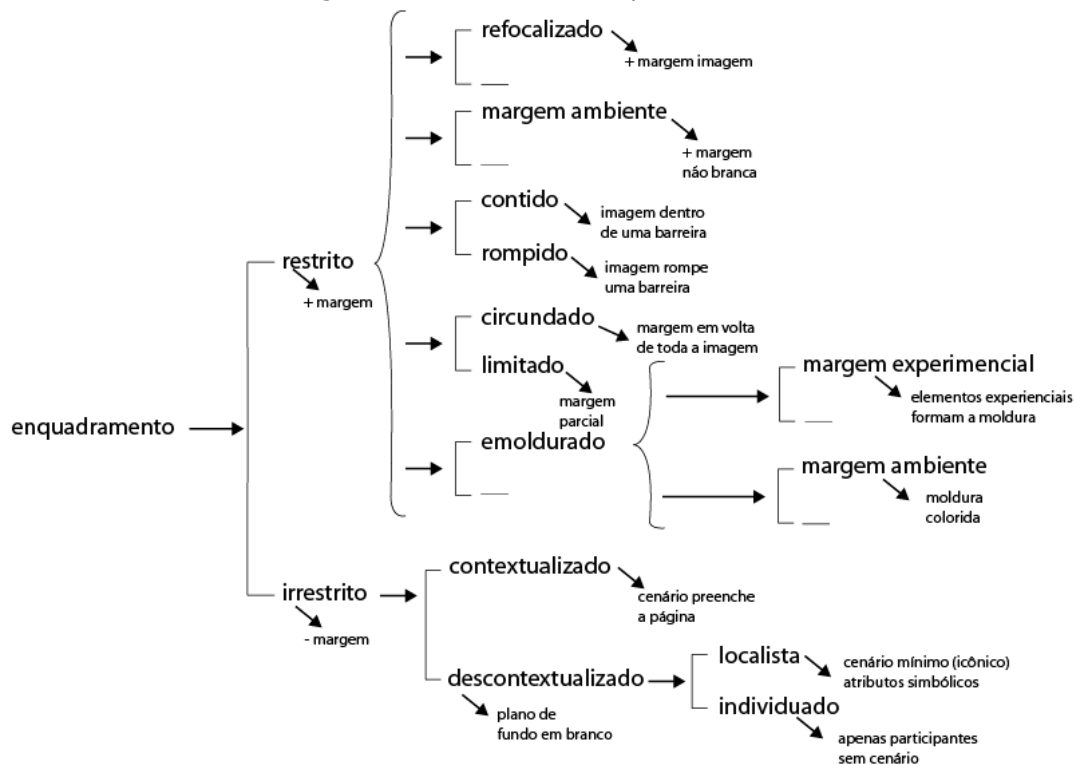 refocalizado
+ margem imagem
margem ambiente
+ margem
não branca
contido
imagem dentro
de uma barreira
rompido
imagem rompe
uma barreira
restrito
+ margem
circundado
margem em volta
de toda a imagem
limitado
margem
parcial
emoldurado
margem experimencial
elementos experienciais
formam a moldura
margem ambiente
moldura
colorida
enquadramento
irrestrito
- margem
contextualizado
cenário preenche
a página
descontextualizado
plano de
fundo em branco
localista
cenário mínimo (icônico)
atributos simbólicos
individuado
apenas participantes
sem cenário